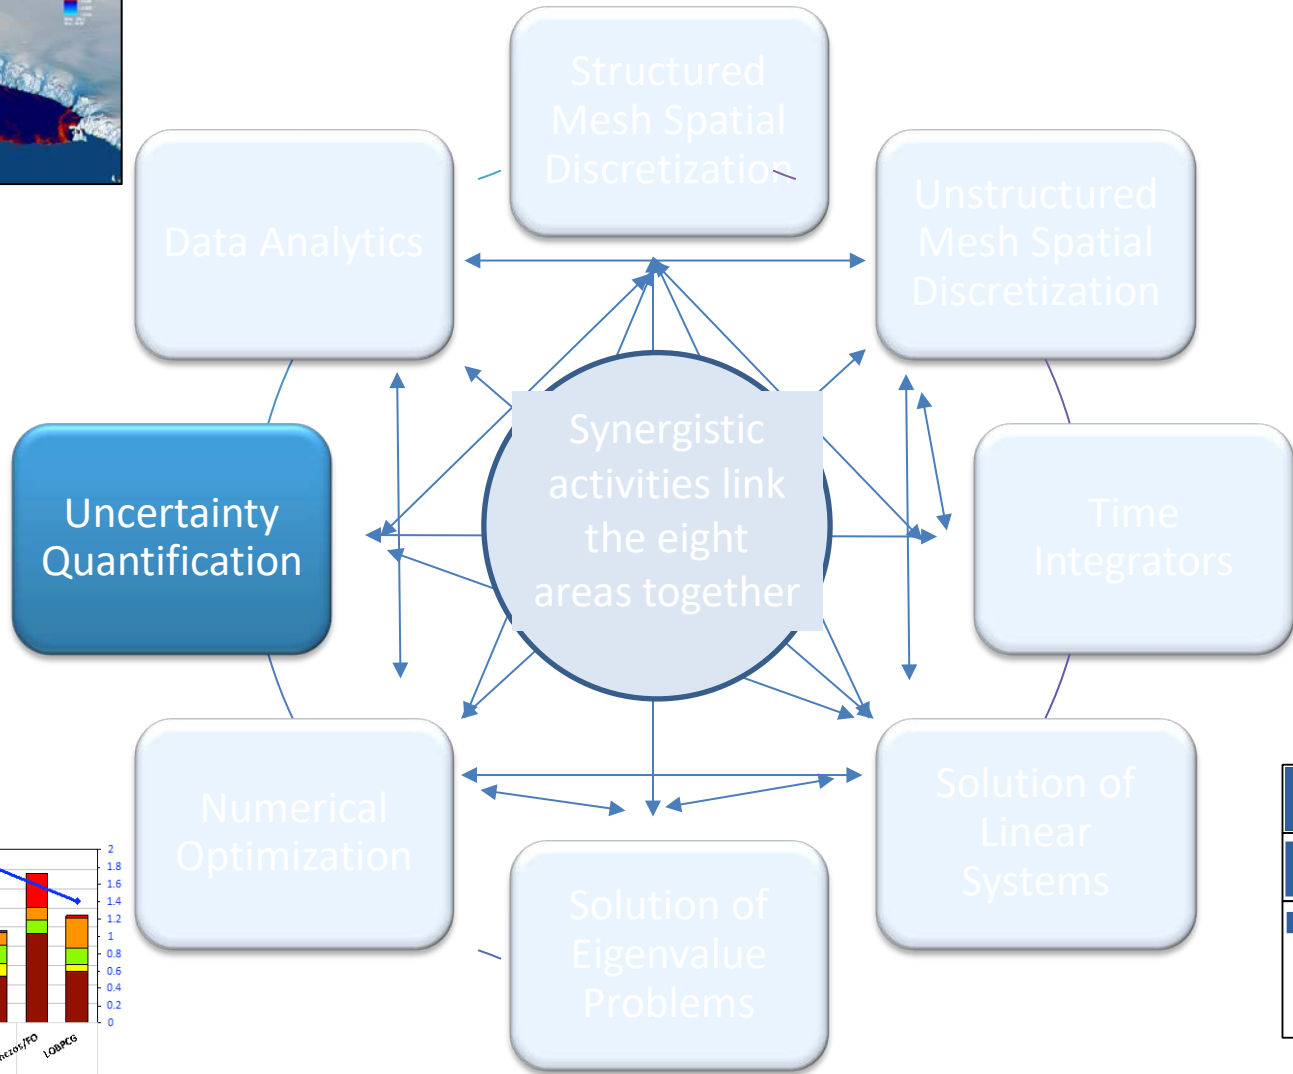 Structured
Mesh Spatial
Discretization
Data Analytics
Unstructured
Mesh Spatial
Discretization
Synergistic
activities link
the eight
areas together
Uncertainty
Quantification
Time
Integrators
Numerical
Optimization
Solution of
Linear
Systems
Solution of
Eigenvalue
Problems
2
1.8
1.6
1.4
1.2
1
0.8
0.6
0.4
0.2
0
LOBPCG